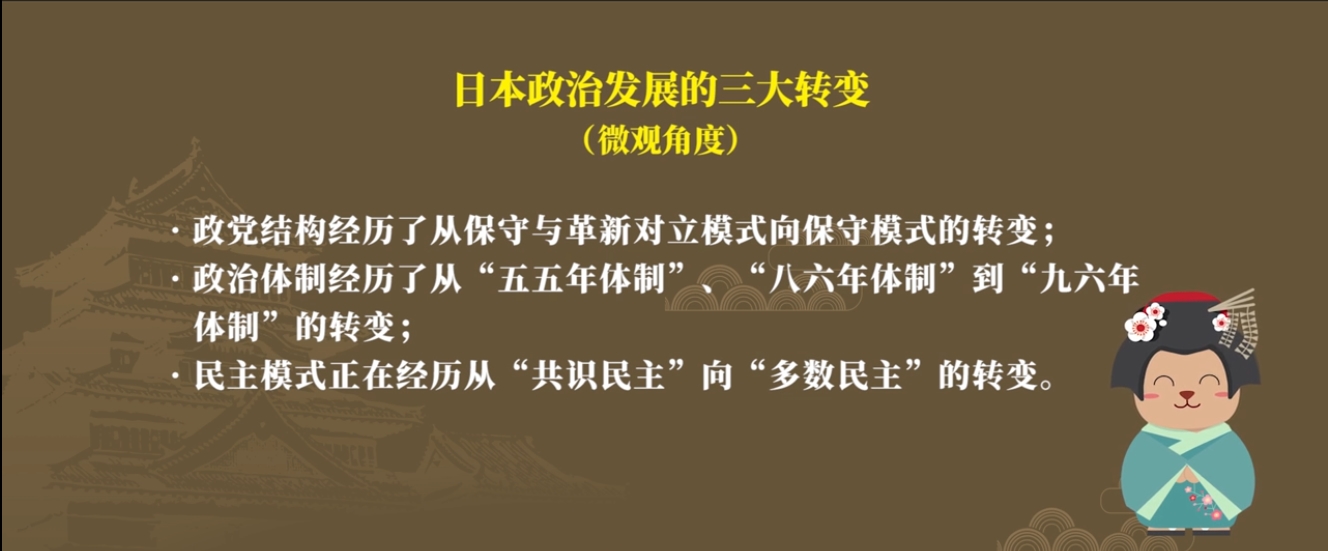 日本政治发展的三大转变
（微观角度）
· 政党结构经历了从保守与革新对立模式向保守模式的转变；
· 政治体制经历了从“五五年体制”、“八六年体制”到“九六年
体制”的转变；
· 民主模式正在经历从“共识民主”向“多数民主”的转变。